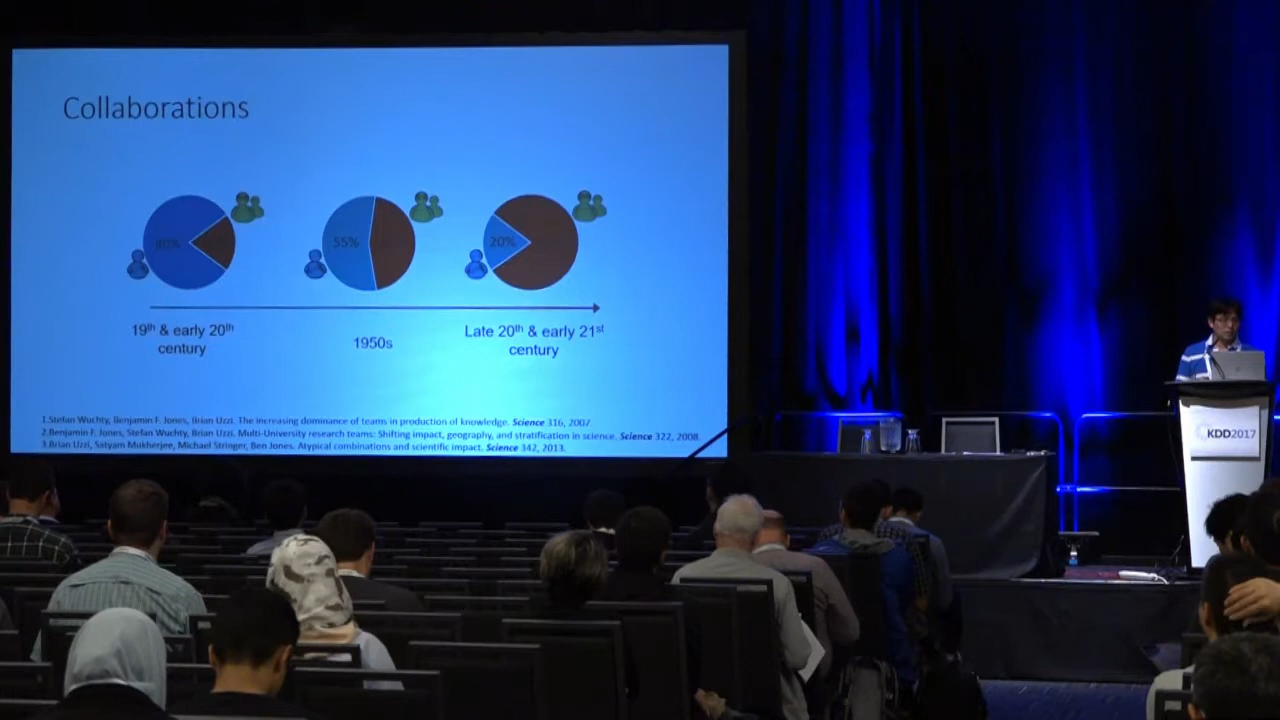 Collaborations
80%
55%
20%
19th & early 20th
century
1950s
Late 20th & early 21st
century
1.Stefan Wuchty, Benjamin F. Jones, Brian Uzzi. The increasing dominance of teams in production of knowledge. Science 316, 2007.
2.Benjamin F. Jones, Stefan Wuchty, Brian Uzzi. Multi-University research teams: Shifting impact, geography, and stratification in science. Science 322, 2008.
3.Brian Uzzi, Satyam Mukherjee, Michael Stringer, Ben Jones. Atypical combinations and scientific impact. Science 342, 2013.
KDD2017